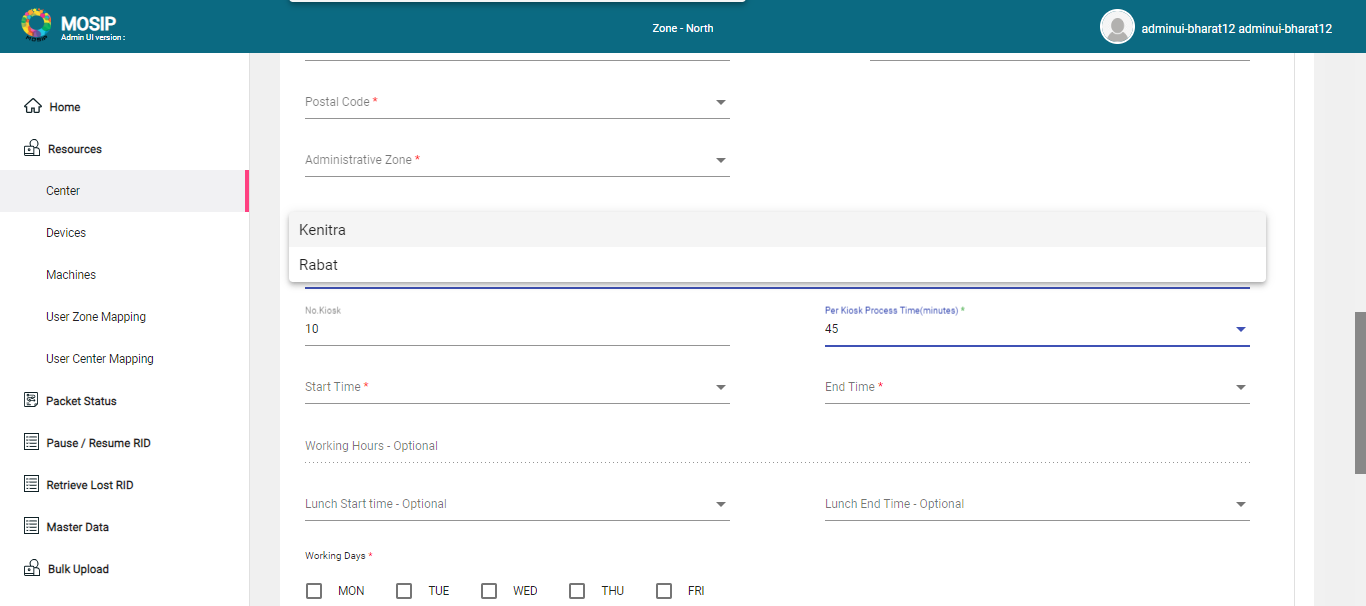 MOSIP
Admin UI version :
Zone - North
adminui-bharat12 adminui-bharat12
Home
Resources
Center
Devices
Machines
User Zone Mapping
User Center Mapping
Packet Status
Pause / Resume RID
Retrieve Lost RID
Master Data
Bulk Upload
Postal Code *
Administrative Zone *
Kenitra
Rabat
No.Kiosk
10
Per Kiosk Process Time(minutes) *
45
Start Time *
End Time *
Working Hours - Optional
Lunch Start time - Optional
Lunch End Time - Optional
Working Days *
MON TUE WED THU FRI